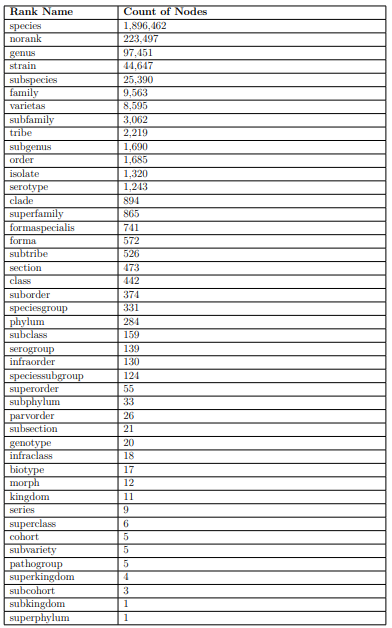 Rank Name Count of Nodes
species 1,896,462
norank 223,497
genus 97,451
strain 44,647
subspecies 25,390
family 9,563
varietas 8,595
subfamily 3,062
tribe 2,219
subgenus 1,690
order 1,685
isolate 1,320
serotype 1,243
clade 894
superfamily 865
formaspecialis 741
forma 572
subtribe 526
section 473
class 442
suborder 374
speciesgroup 331
phylum 284
subclass 159
serogroup 139
infraorder 130
speciessubgroup 124
superorder 55
subphylum 33
parvorder 26
subsection 21
genotype 20
infraclass 18
biotype 17
morph 12
kingdom 11
series 9
superclass 6
cohort 5
subvariety 5
pathogroup 5
superkingdom 4
subcohort 3
subkingdom 1
superphylum 1